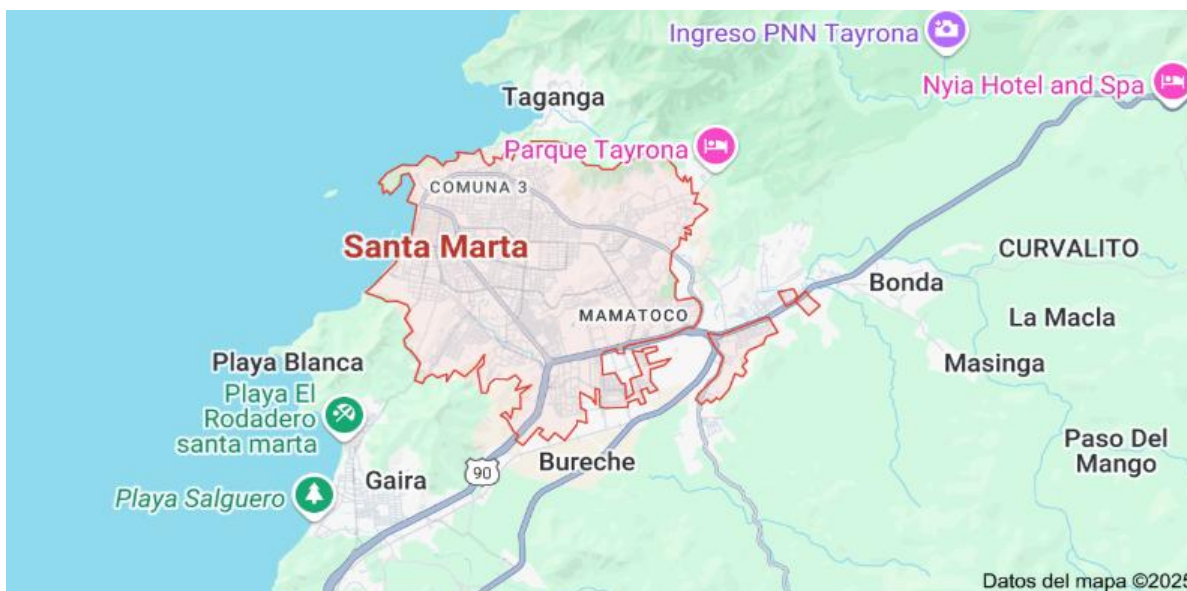 Ingreso PNN Tayrona
Nyia Hotel and Spa
Taganga
Parque Tayrona
COMUNA 3
Santa Marta
CURVALITO
Bonda
MAMATOCO
La Macla
Playa Blanca
Masinga
Playa El
Rodadero
santa marta
Paso Del
Mango
Bureche
Gaira
90
Playa Salguero
Datos del mapa ©2025